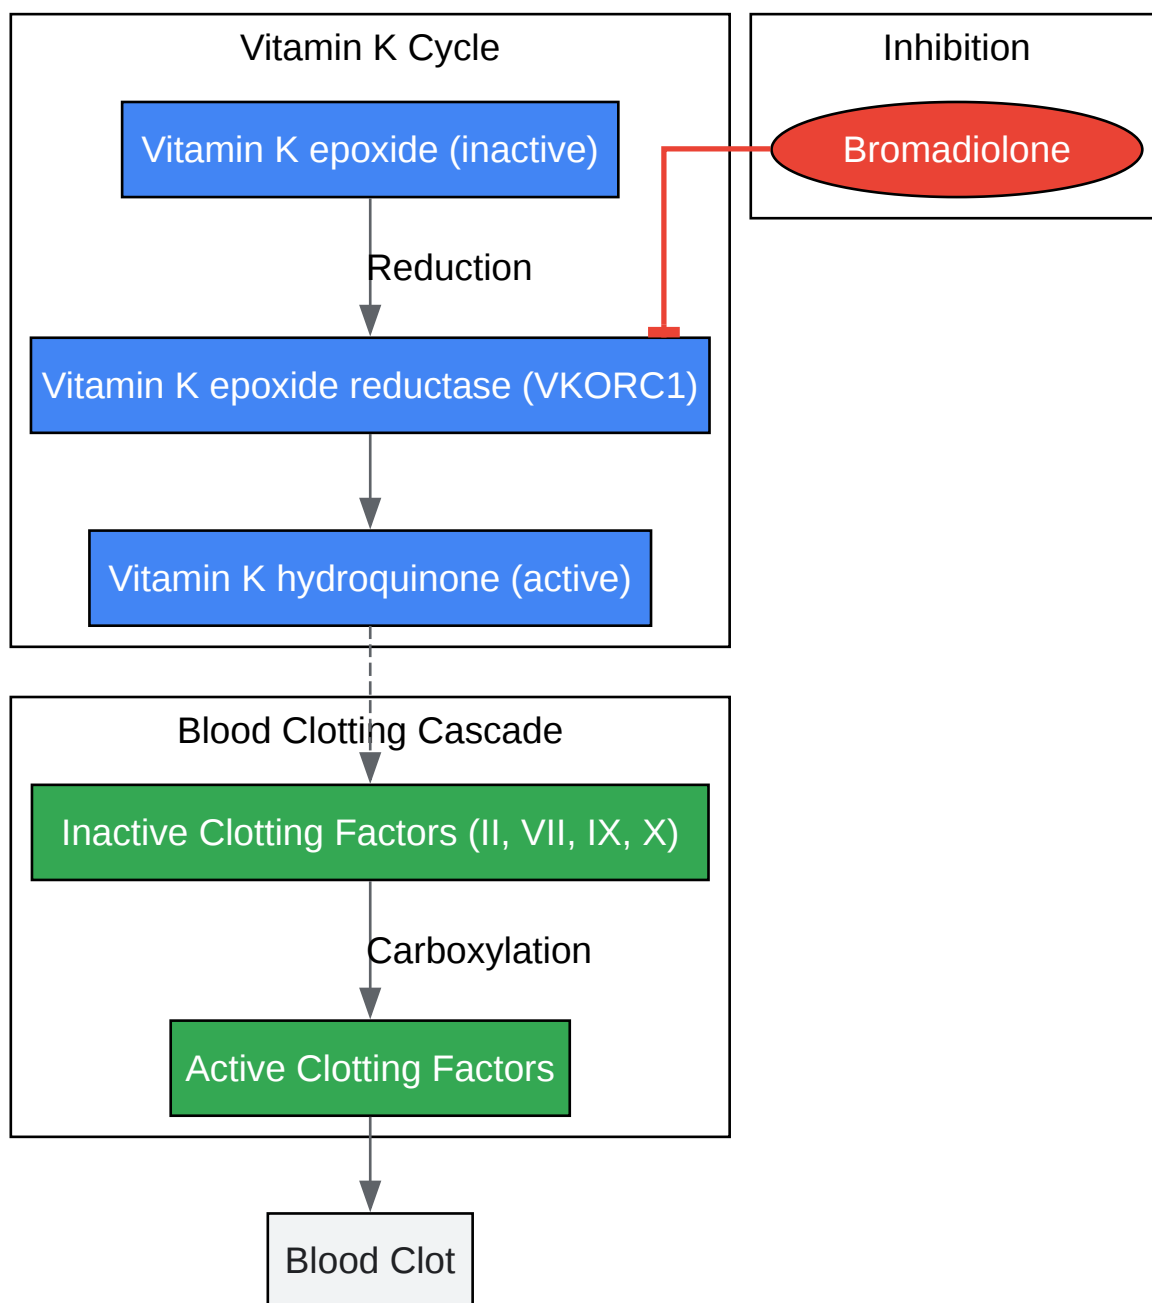 Vitamin K Cycle
Inhibition
Vitamin K epoxide (inactive)
Bromadiolone
Reduction
Vitamin K epoxide reductase (VKORC1)
Vitamin K hydroquinone (active)
Blood Clotting Cascade
Inactive Clotting Factors (II, VII, IX, X)
Carboxylation
Active Clotting Factors
Blood Clot